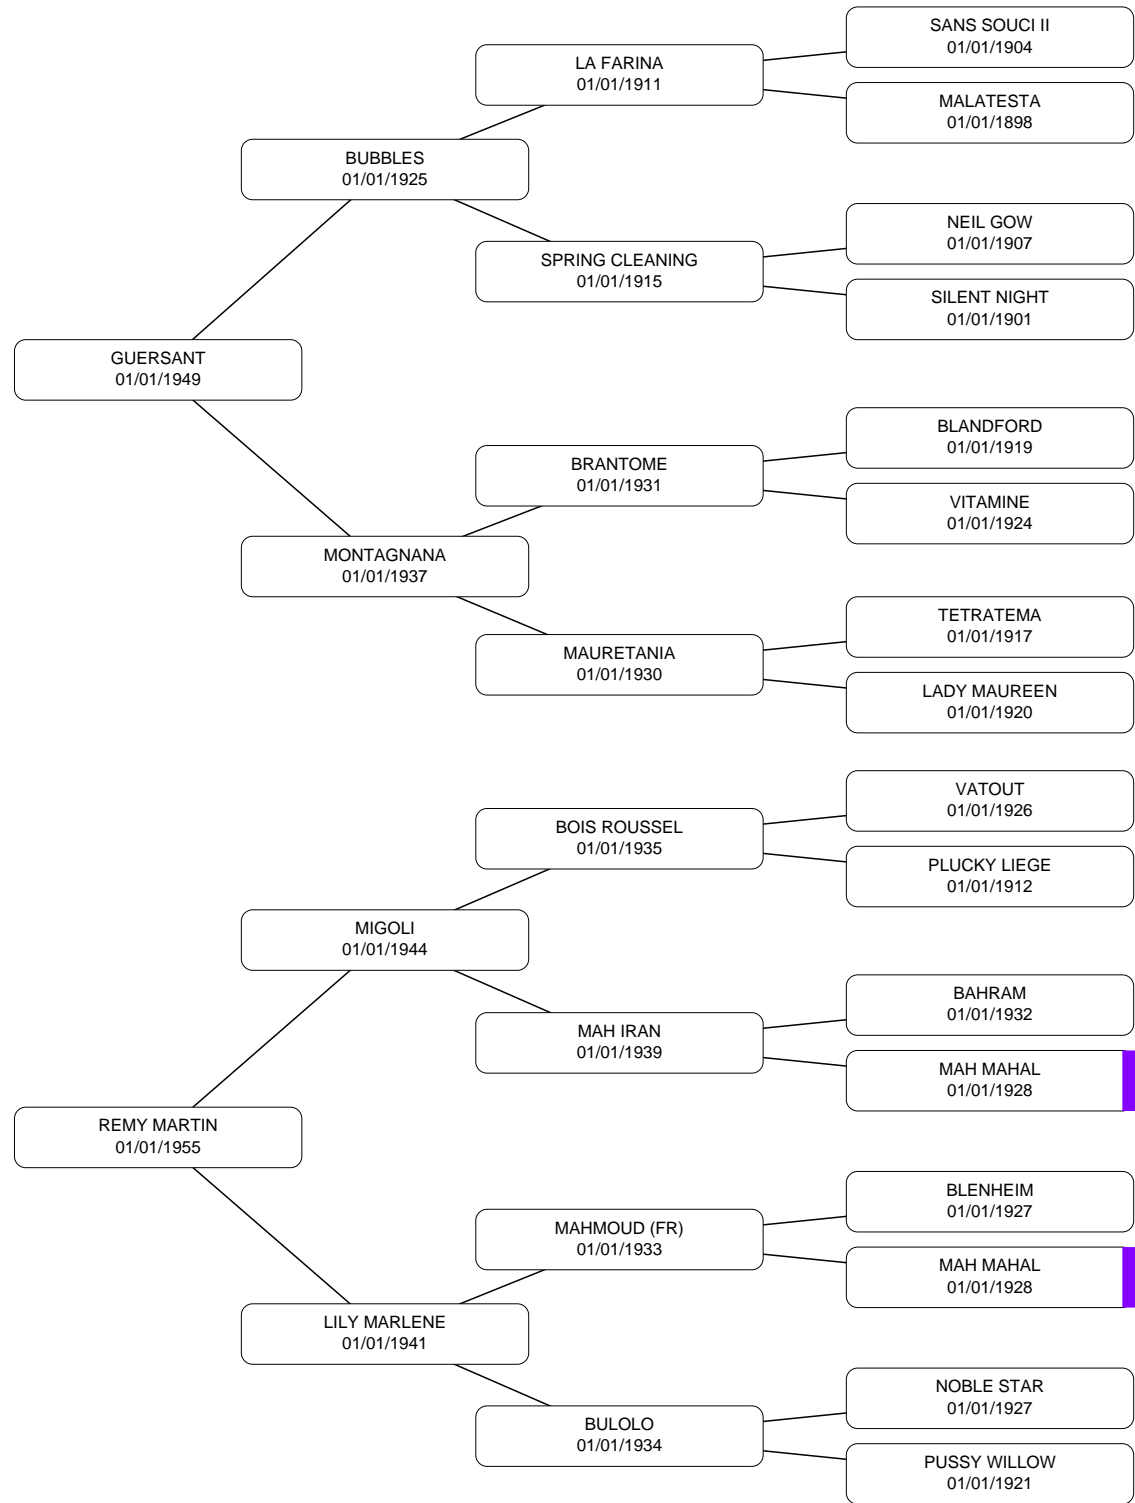 SANS SOUCI II
01/01/1904
LA FARINA
01/01/1911
MALATESTA
01/01/1898
BUBBLES
01/01/1925
NEIL GOW
01/01/1907
SPRING CLEANING
01/01/1915
SILENT NIGHT
01/01/1901
GUERSANT
01/01/1949
BLANDFORD
01/01/1919
BRANTOME
01/01/1931
VITAMINE
01/01/1924
MONTAGNANA
01/01/1937
TETRATEMA
01/01/1917
MAURETANIA
01/01/1930
LADY MAUREEN
01/01/1920
VATOUT
01/01/1926
BOIS ROUSSEL
01/01/1935
PLUCKY LIEGE
01/01/1912
MIGOLI
01/01/1944
BAHRAM
01/01/1932
MAH IRAN
01/01/1939
MAH MAHAL
01/01/1928
REMY MARTIN
01/01/1955
BLENHEIM
01/01/1927
MAHMOUD (FR)
01/01/1933
MAH MAHAL
01/01/1928
LILY MARLENE
01/01/1941
NOBLE STAR
01/01/1927
BULOLO
01/01/1934
PUSSY WILLOW
01/01/1921